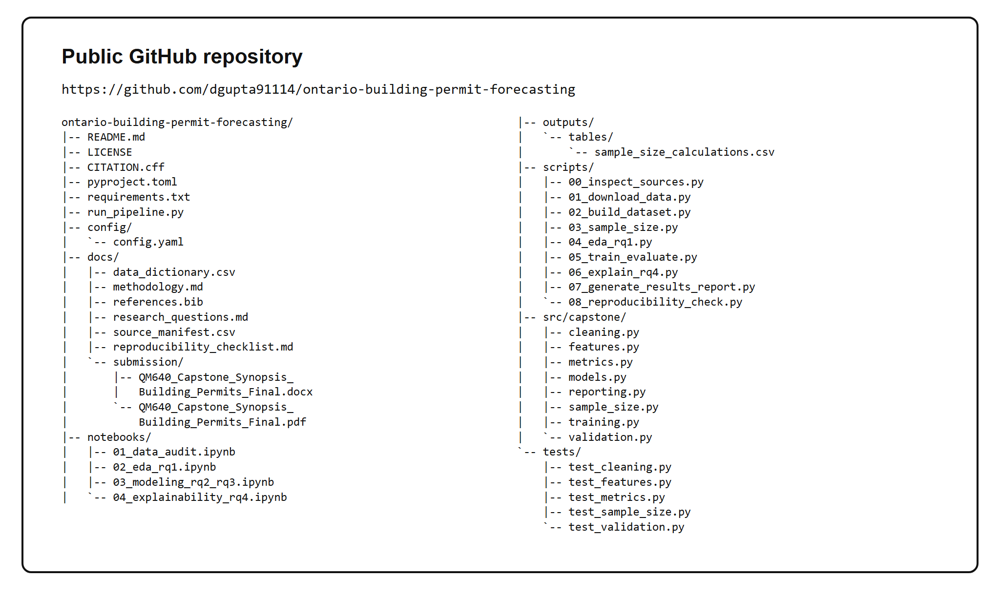 Public GitHub repository
https://github.com/dgupta91114/ontario-building-permit-forecasting
ontario-building-permit-forecasting/
|-- README.md
|-- LICENSE
|-- CITATION.cff
|-- pyproject.toml
|-- requirements.txt
|-- run_pipeline.py
|-- config/
|   `-- config.yaml
|-- docs/
|   |-- data_dictionary.csv
|   |-- methodology.md
|   |-- references.bib
|   |-- research_questions.md
|   |-- source_manifest.csv
|   |-- reproducibility_checklist.md
|   `-- submission/
|       |-- QM640_Capstone_Synopsis_
|       |   Building_Permits_Final.docx
|       `-- QM640_Capstone_Synopsis_
|           Building_Permits_Final.pdf
|-- notebooks/
|   |-- 01_data_audit.ipynb
|   |-- 02_eda_rq1.ipynb
|   |-- 03_modeling_rq2_rq3.ipynb
|   `-- 04_explainability_rq4.ipynb
|-- outputs/
|   `-- tables/
|       `-- sample_size_calculations.csv
|-- scripts/
|   |-- 00_inspect_sources.py
|   |-- 01_download_data.py
|   |-- 02_build_dataset.py
|   |-- 03_sample_size.py
|   |-- 04_eda_rq1.py
|   |-- 05_train_evaluate.py
|   |-- 06_explain_rq4.py
|   |-- 07_generate_results_report.py
|   `-- 08_reproducibility_check.py
|-- src/capstone/
|   |-- cleaning.py
|   |-- features.py
|   |-- metrics.py
|   |-- models.py
|   |-- reporting.py
|   |-- sample_size.py
|   |-- training.py
|   `-- validation.py
`-- tests/
    |-- test_cleaning.py
    |-- test_features.py
    |-- test_metrics.py
    |-- test_sample_size.py
    `-- test_validation.py